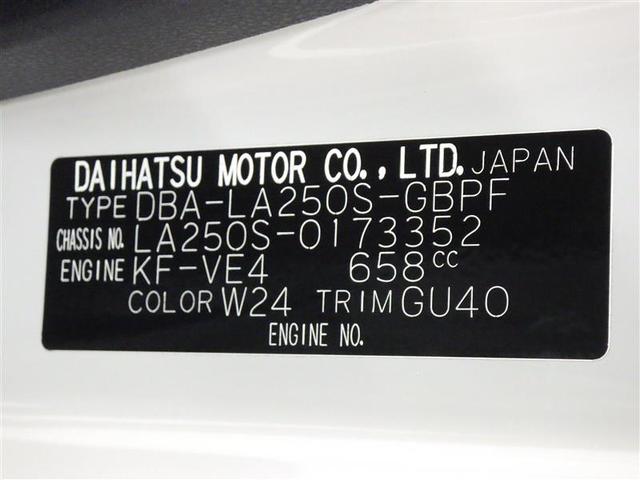 DAIHATSU MOTOR CO., LTD. JAPAN
TYPE DBA-LA250S-GBPF
CHASSIS NO. LA250S-0173352
ENGINE KF-VE4 658cc
COLOR W24 TRIM GU40
ENGINE NO.